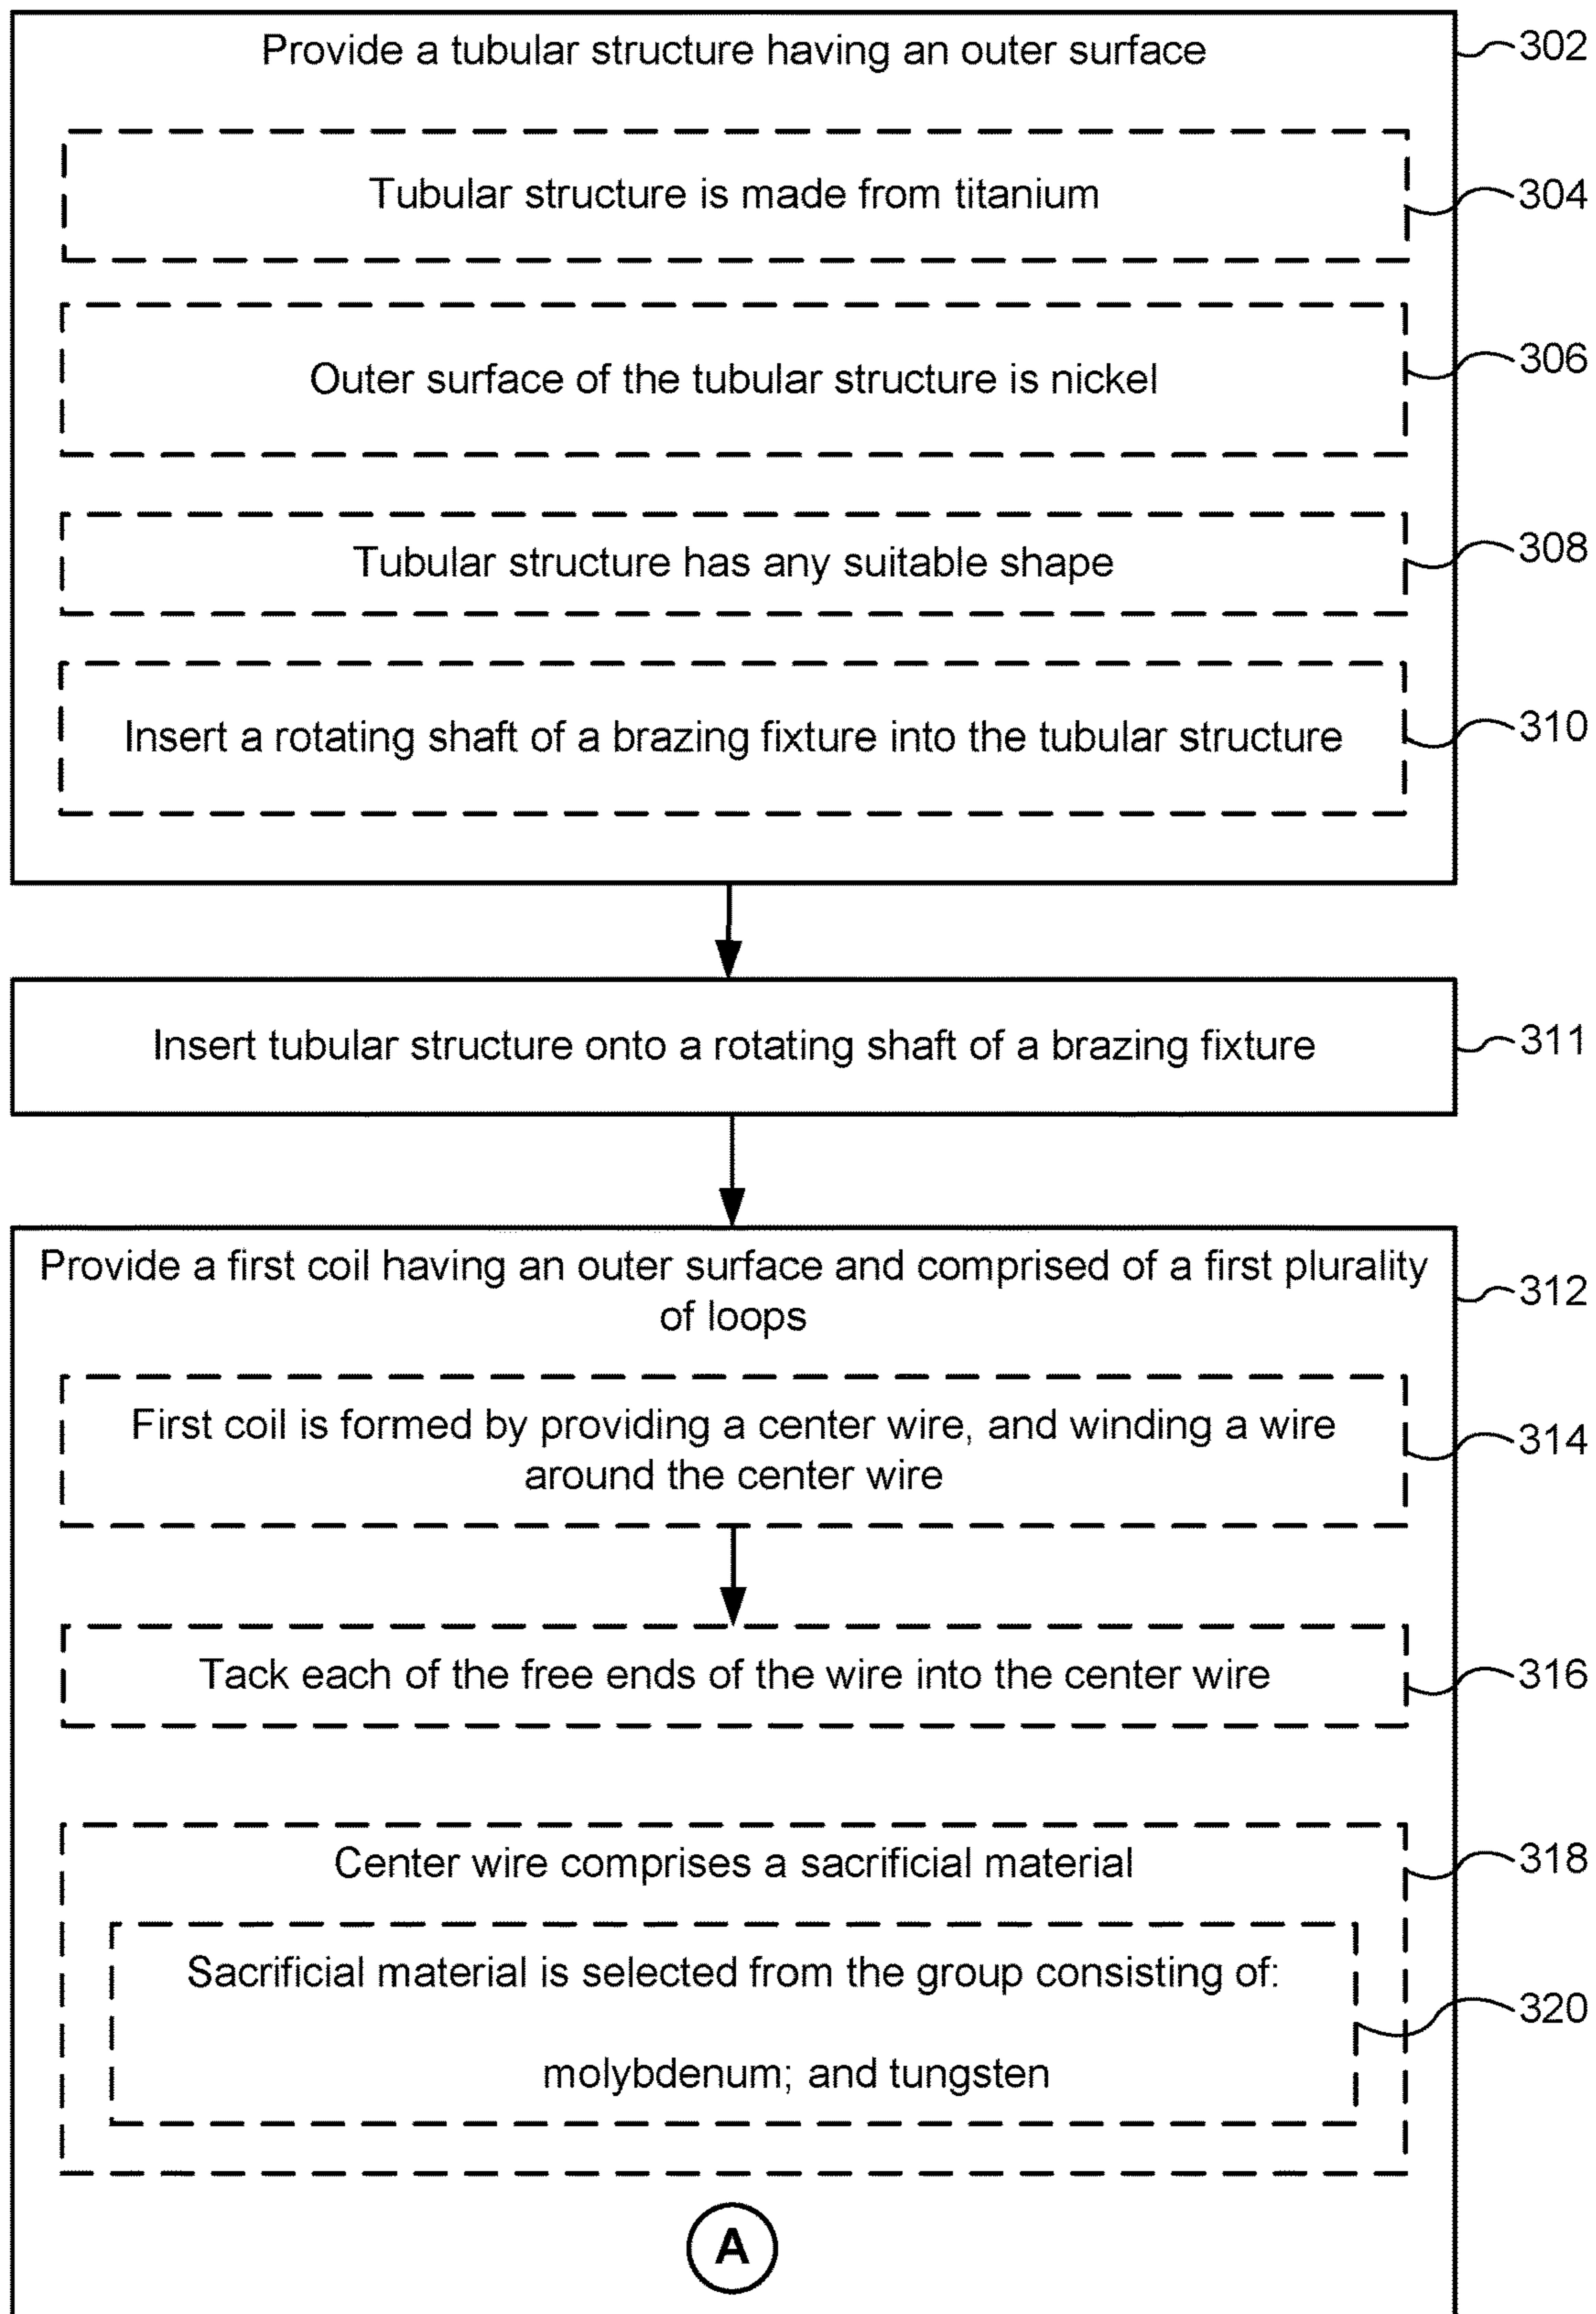 Provide a tubular structure having an outer surface
302
Tubular structure is made from titanium
304
Outer surface of the tubular structure is nickel
306
Tubular structure has any suitable shape
308
Insert a rotating shaft of a brazing fixture into the tubular structure
310
Insert tubular structure onto a rotating shaft of a brazing fixture
311
Provide a first coil having an outer surface and comprised of a first plurality
of loops
312
First coil is formed by providing a center wire, and winding a wire
around the center wire
314
Tack each of the free ends of the wire into the center wire
316
Center wire comprises a sacrificial material
318
Sacrificial material is selected from the group consisting of:
molybdenum; and tungsten
320
A